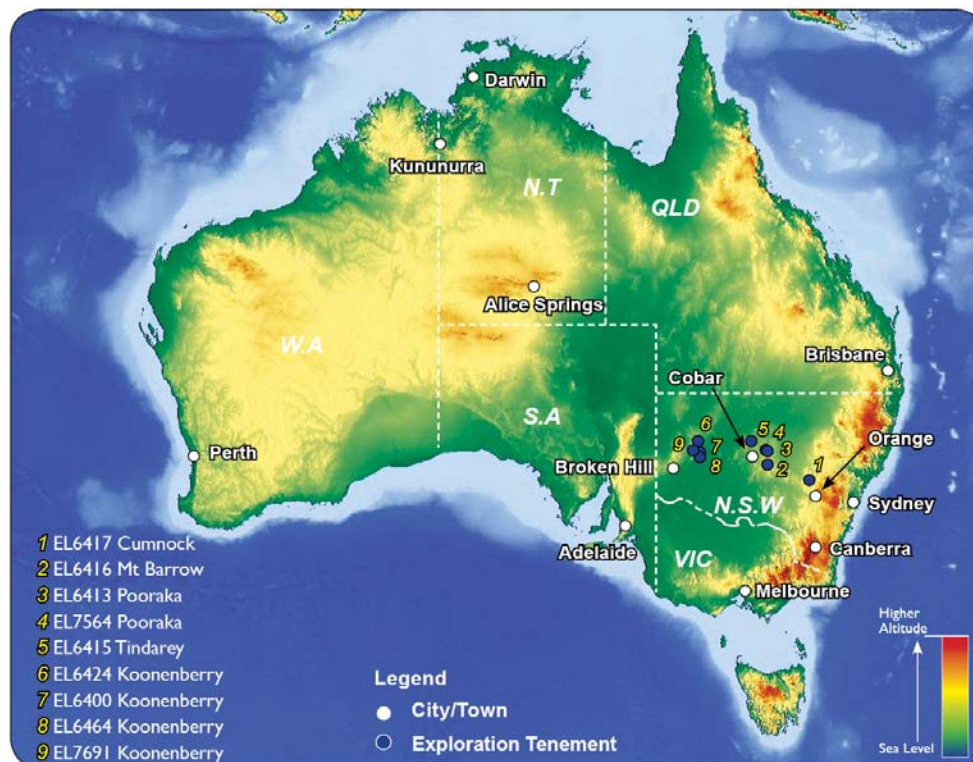 Darwin
Kununurra
N.T
QLD
Alice Springs
W.A
Brisbane
Cobar
S.A
6
5
4
Orange
9
7
3
Perth
Broken Hill
8
2
1
N.S.W
Sydney
1 EL6417 Cumnock
Adelaide
VIC
Canberra
2 EL6416 Mt Barrow
Melbourne
3 EL6413 Pooraka
Higher
Altitude
4 EL7564 Pooraka
5 EL6415 Tindarey
6 EL6424 Koonenberry
Legend
7 EL6400 Koonenberry
City/Town
8 EL6464 Koonenberry
Exploration Tenement
Sea Level
9 EL7691 Koonenberry